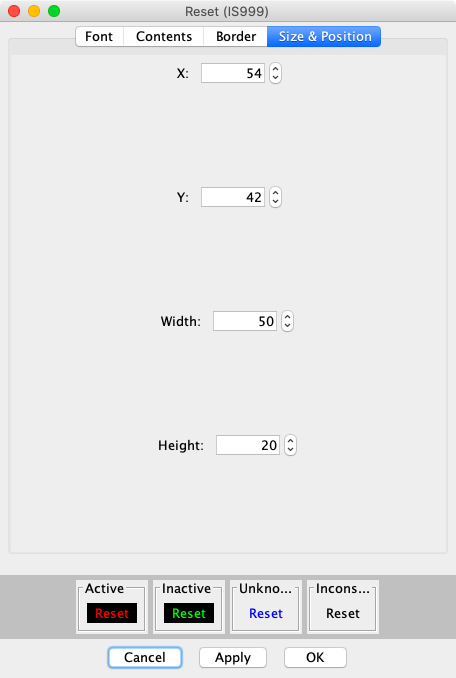 Reset (IS999)
Font Contents Border Size & Position
X: 54
Y: 42
Width: 50
Height: 20
Active Inactive Unkno... Incons...
Reset Reset Reset Reset
Cancel Apply OK